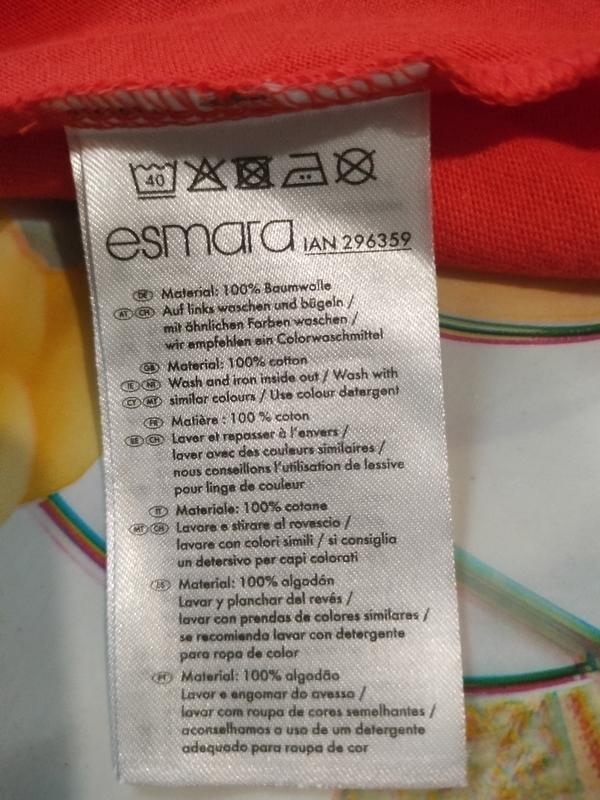 40
esmara IAN 296359
DE Material: 100% Baumwolle
AT CH Auf links waschen und bügeln /
mit ähnlichen Farben waschen /
wir empfehlen ein Colorwaschmittel
GB Material: 100% cotton
IE NI Wash and iron inside out / Wash with
CY MT similar colours / Use colour detergent
FR Matière : 100 % coton
BE CH Laver et repasser à l'envers /
laver avec des couleurs similaires /
nous conseillons l'utilisation de lessive
pour linge de couleur
IT Materiale: 100% cotone
MT CH Lavare e stirare al rovescio /
lavare con colori simili / si consiglia
un detersivo per capi colorati
ES Material: 100% algodón
Lavar y planchar del revés /
lavar con prendas de colores similares /
se recomienda lavar con detergente
para ropa de color
PT Material: 100% algodão
Lavar e engomar do avesso /
lavar com roupa de cores semelhantes /
aconselhamos o uso de um detergente
adequado para roupa de cor